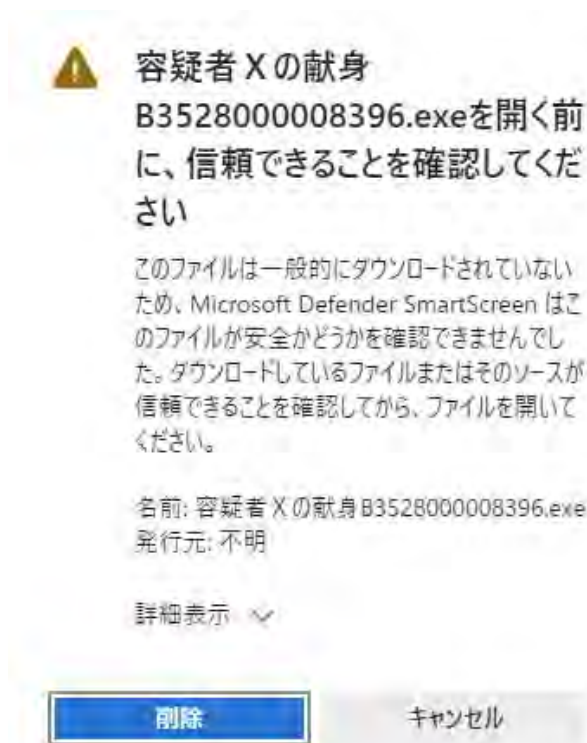 容疑者Xの献身
B3528000008396.exeを開く前
に、信頼できることを確認してくだ
さい
このファイルは一般的にダウンロードされていない
ため、Microsoft Defender SmartScreen はこ
のファイルが安全かどうかを確認できませんでし
た。ダウンロードしているファイルまたはそのソースが
信頼できることを確認してから、ファイルを開いて
ください。
名前: 容疑者Xの献身B3528000008396.exe
発行元: 不明
詳細表示
削除
キャンセル